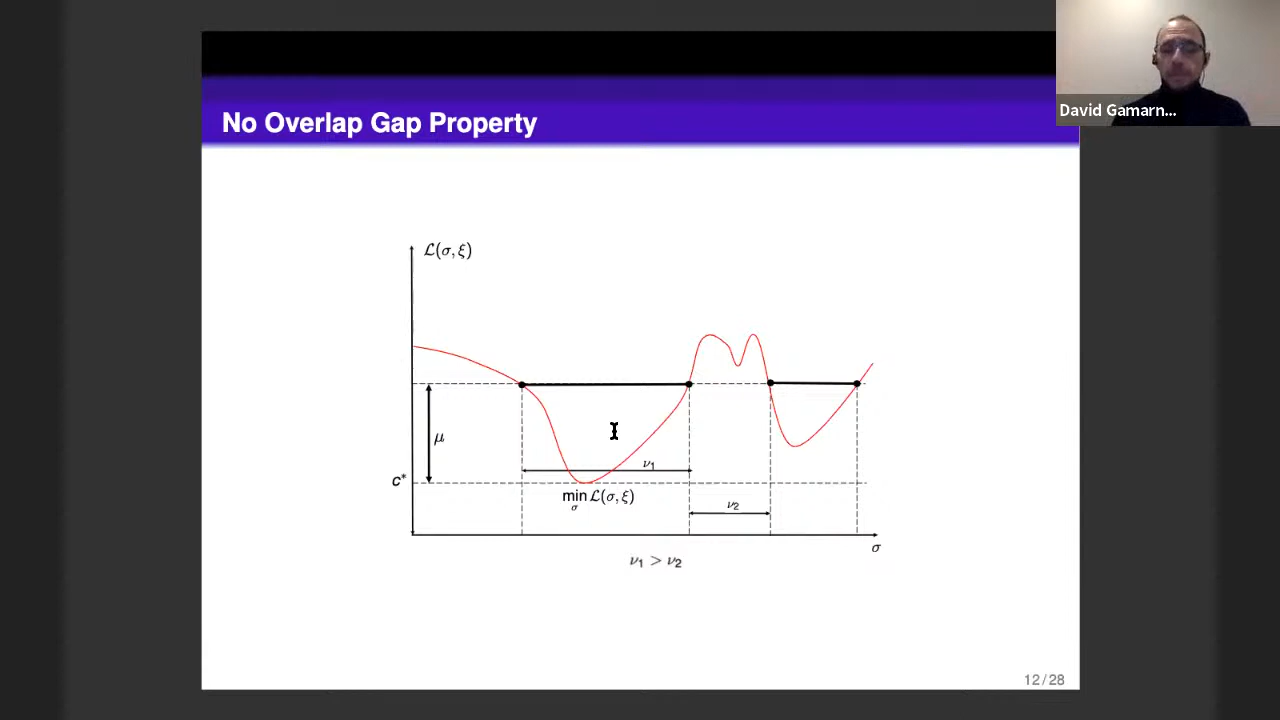 David Gamarn...
No Overlap Gap Property
ℒ(σ,ξ)
μ
ν₁
c*
min ℒ(σ,ξ)
σ
ν₂
σ
ν₁ > ν₂
12/28